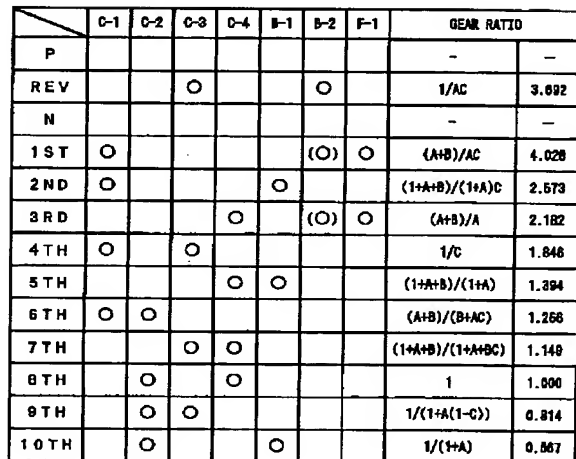 C-1 C-2 C-3 C-4 B-1 B-2 F-1 GEAR RATIO
P – –
REV ○ ○ 1/AC 3.692
N – –
1ST ○ (○) ○ (A+B)/AC 4.028
2ND ○ ○ (1+A+B)/(1+A)C 2.573
3RD ○ (○) ○ (A+B)/A 2.182
4TH ○ ○ 1/C 1.846
5TH ○ ○ (1+A+B)/(1+A) 1.394
6TH ○ ○ (A+B)/(B+AC) 1.266
7TH ○ ○ (1+A+B)/(1+A+BC) 1.149
8TH ○ ○ 1 1.000
9TH ○ ○ 1/(1+A(1-C)) 0.814
10TH ○ ○ 1/(1+A) 0.667